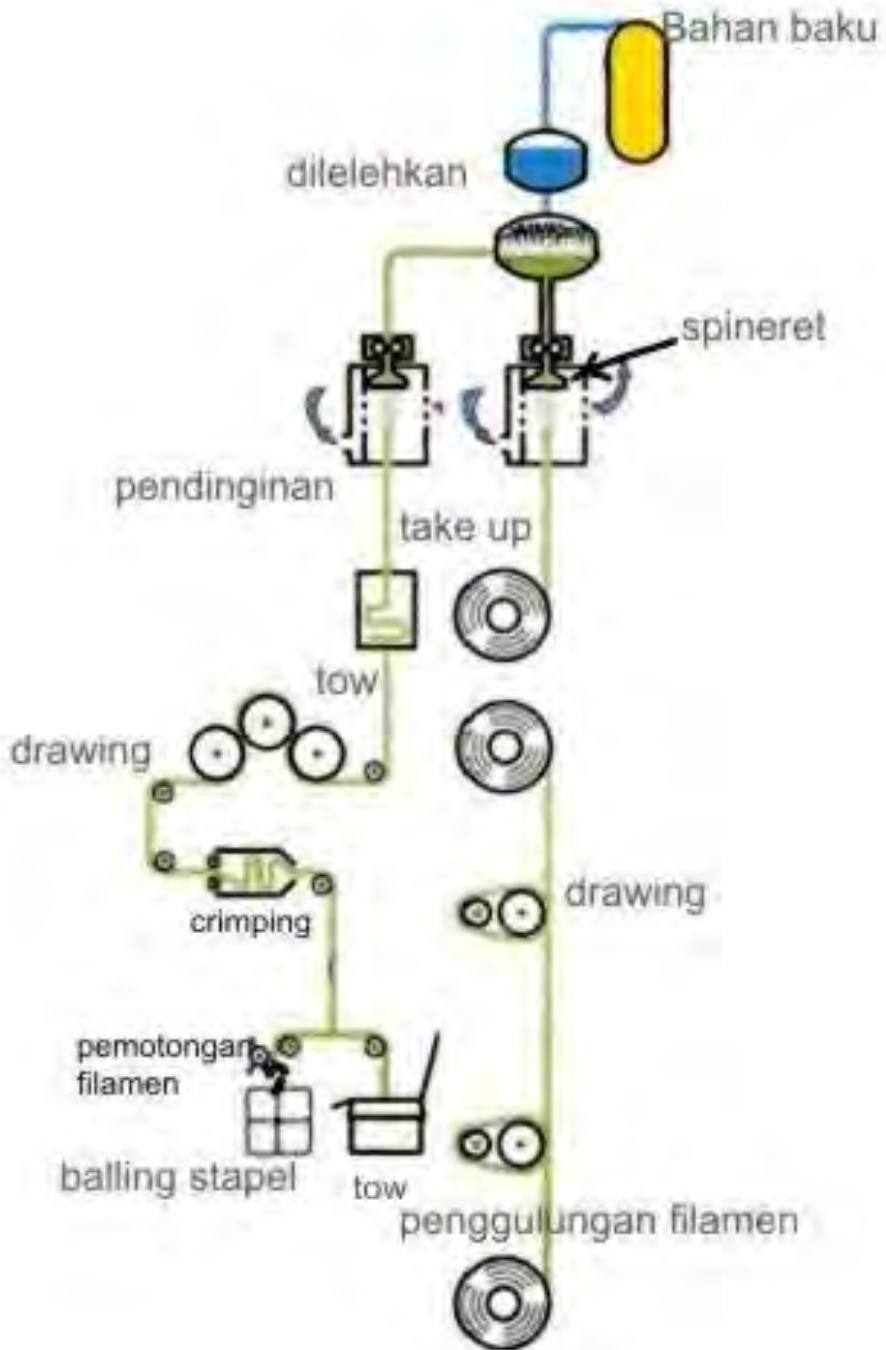 Bahan baku
dilelehkan
spineret
pendinginan
take up
tow
drawing
drawing
crimping
pemotongan
filamen
balling stapel
tow
penggulungan filamen